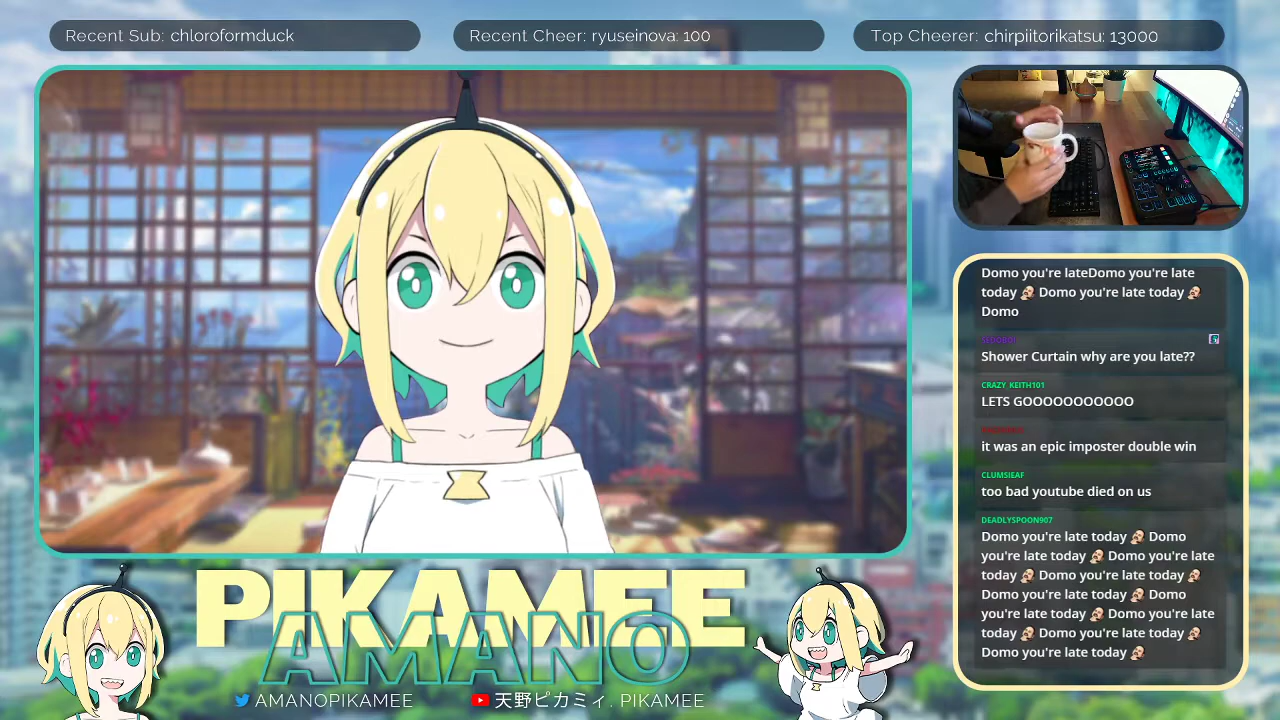 Recent Sub: chloroformduck
Recent Cheer: ryuseinova: 100
Top Cheerer: chirpiitorikatsu: 13000
Domo you're lateDomo you're late
today Domo you're late today
Domo
Shower Curtain why are you late??
CRAZY_KEITH101
LETS GOOOOOOOOOOO
it was an epic imposter double win
CLUMSIEAF
too bad youtube died on us
DEADLYSPOON907
Domo you're late today Domo
you're late today Domo you're late
today Domo you're late today
Domo you're late today Domo
you're late today Domo you're late
today Domo you're late today
Domo you're late today
PIKAMEE
AMANO
AMANOPIKAMEE
天野ピカミィ. PIKAMEE